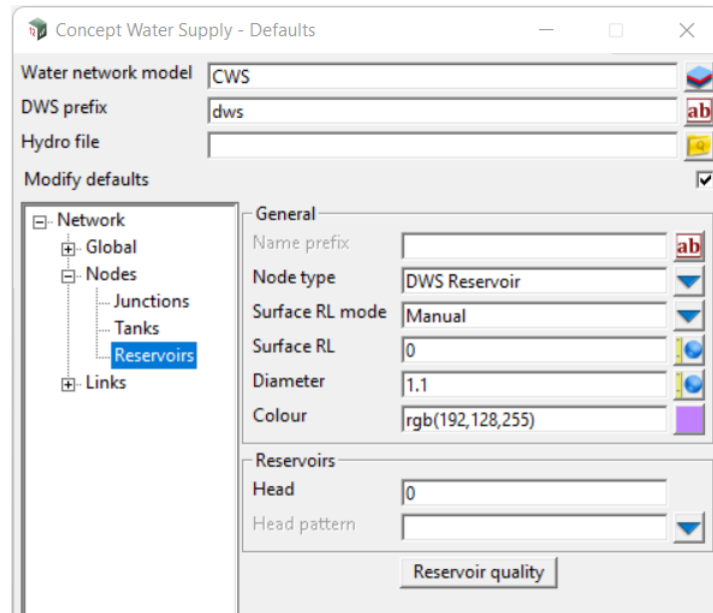 Concept Water Supply - Defaults
Water network model CWS
DWS prefix dws
Hydro file
Modify defaults
Network
Global
Nodes
Junctions
Tanks
Reservoirs
Links
General
Name prefix
Node type DWS Reservoir
Surface RL mode Manual
Surface RL 0
Diameter 1.1
Colour rgb(192,128,255)
Reservoirs
Head 0
Head pattern
Reservoir quality
ab
ab